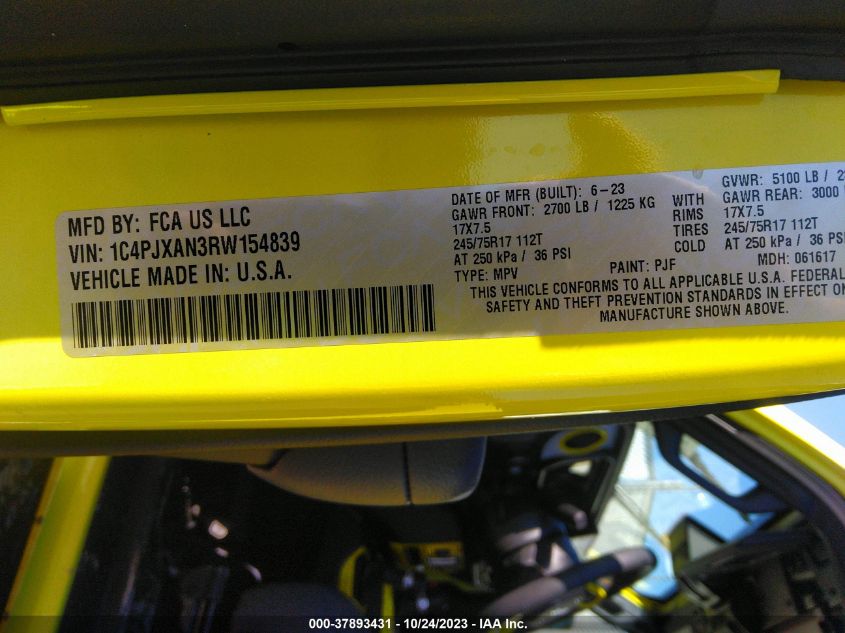 MFD BY: FCA US LLC
VIN: 1C4PJXAN3RW154839
VEHICLE MADE IN: U.S.A.
DATE OF MFR (BUILT): 6-23
GAWR FRONT: 2700 LB / 1225 KG
17X7.5
245/75R17 112T
AT 250 kPa / 36 PSI
TYPE: MPV
WITH
RIMS
TIRES
COLD
GVWR: 5100 LB /
GAWR REAR: 3000
17X7.5
245/75R17 112T
AT 250 kPa / 36 PSI
PAINT: PJF
MDH: 061617
THIS VEHICLE CONFORMS TO ALL APPLICABLE U.S.A. FEDERAL
SAFETY AND THEFT PREVENTION STANDARDS IN EFFECT ON
MANUFACTURE SHOWN ABOVE.
000-37893431 - 10/24/2023 - IAA Inc.